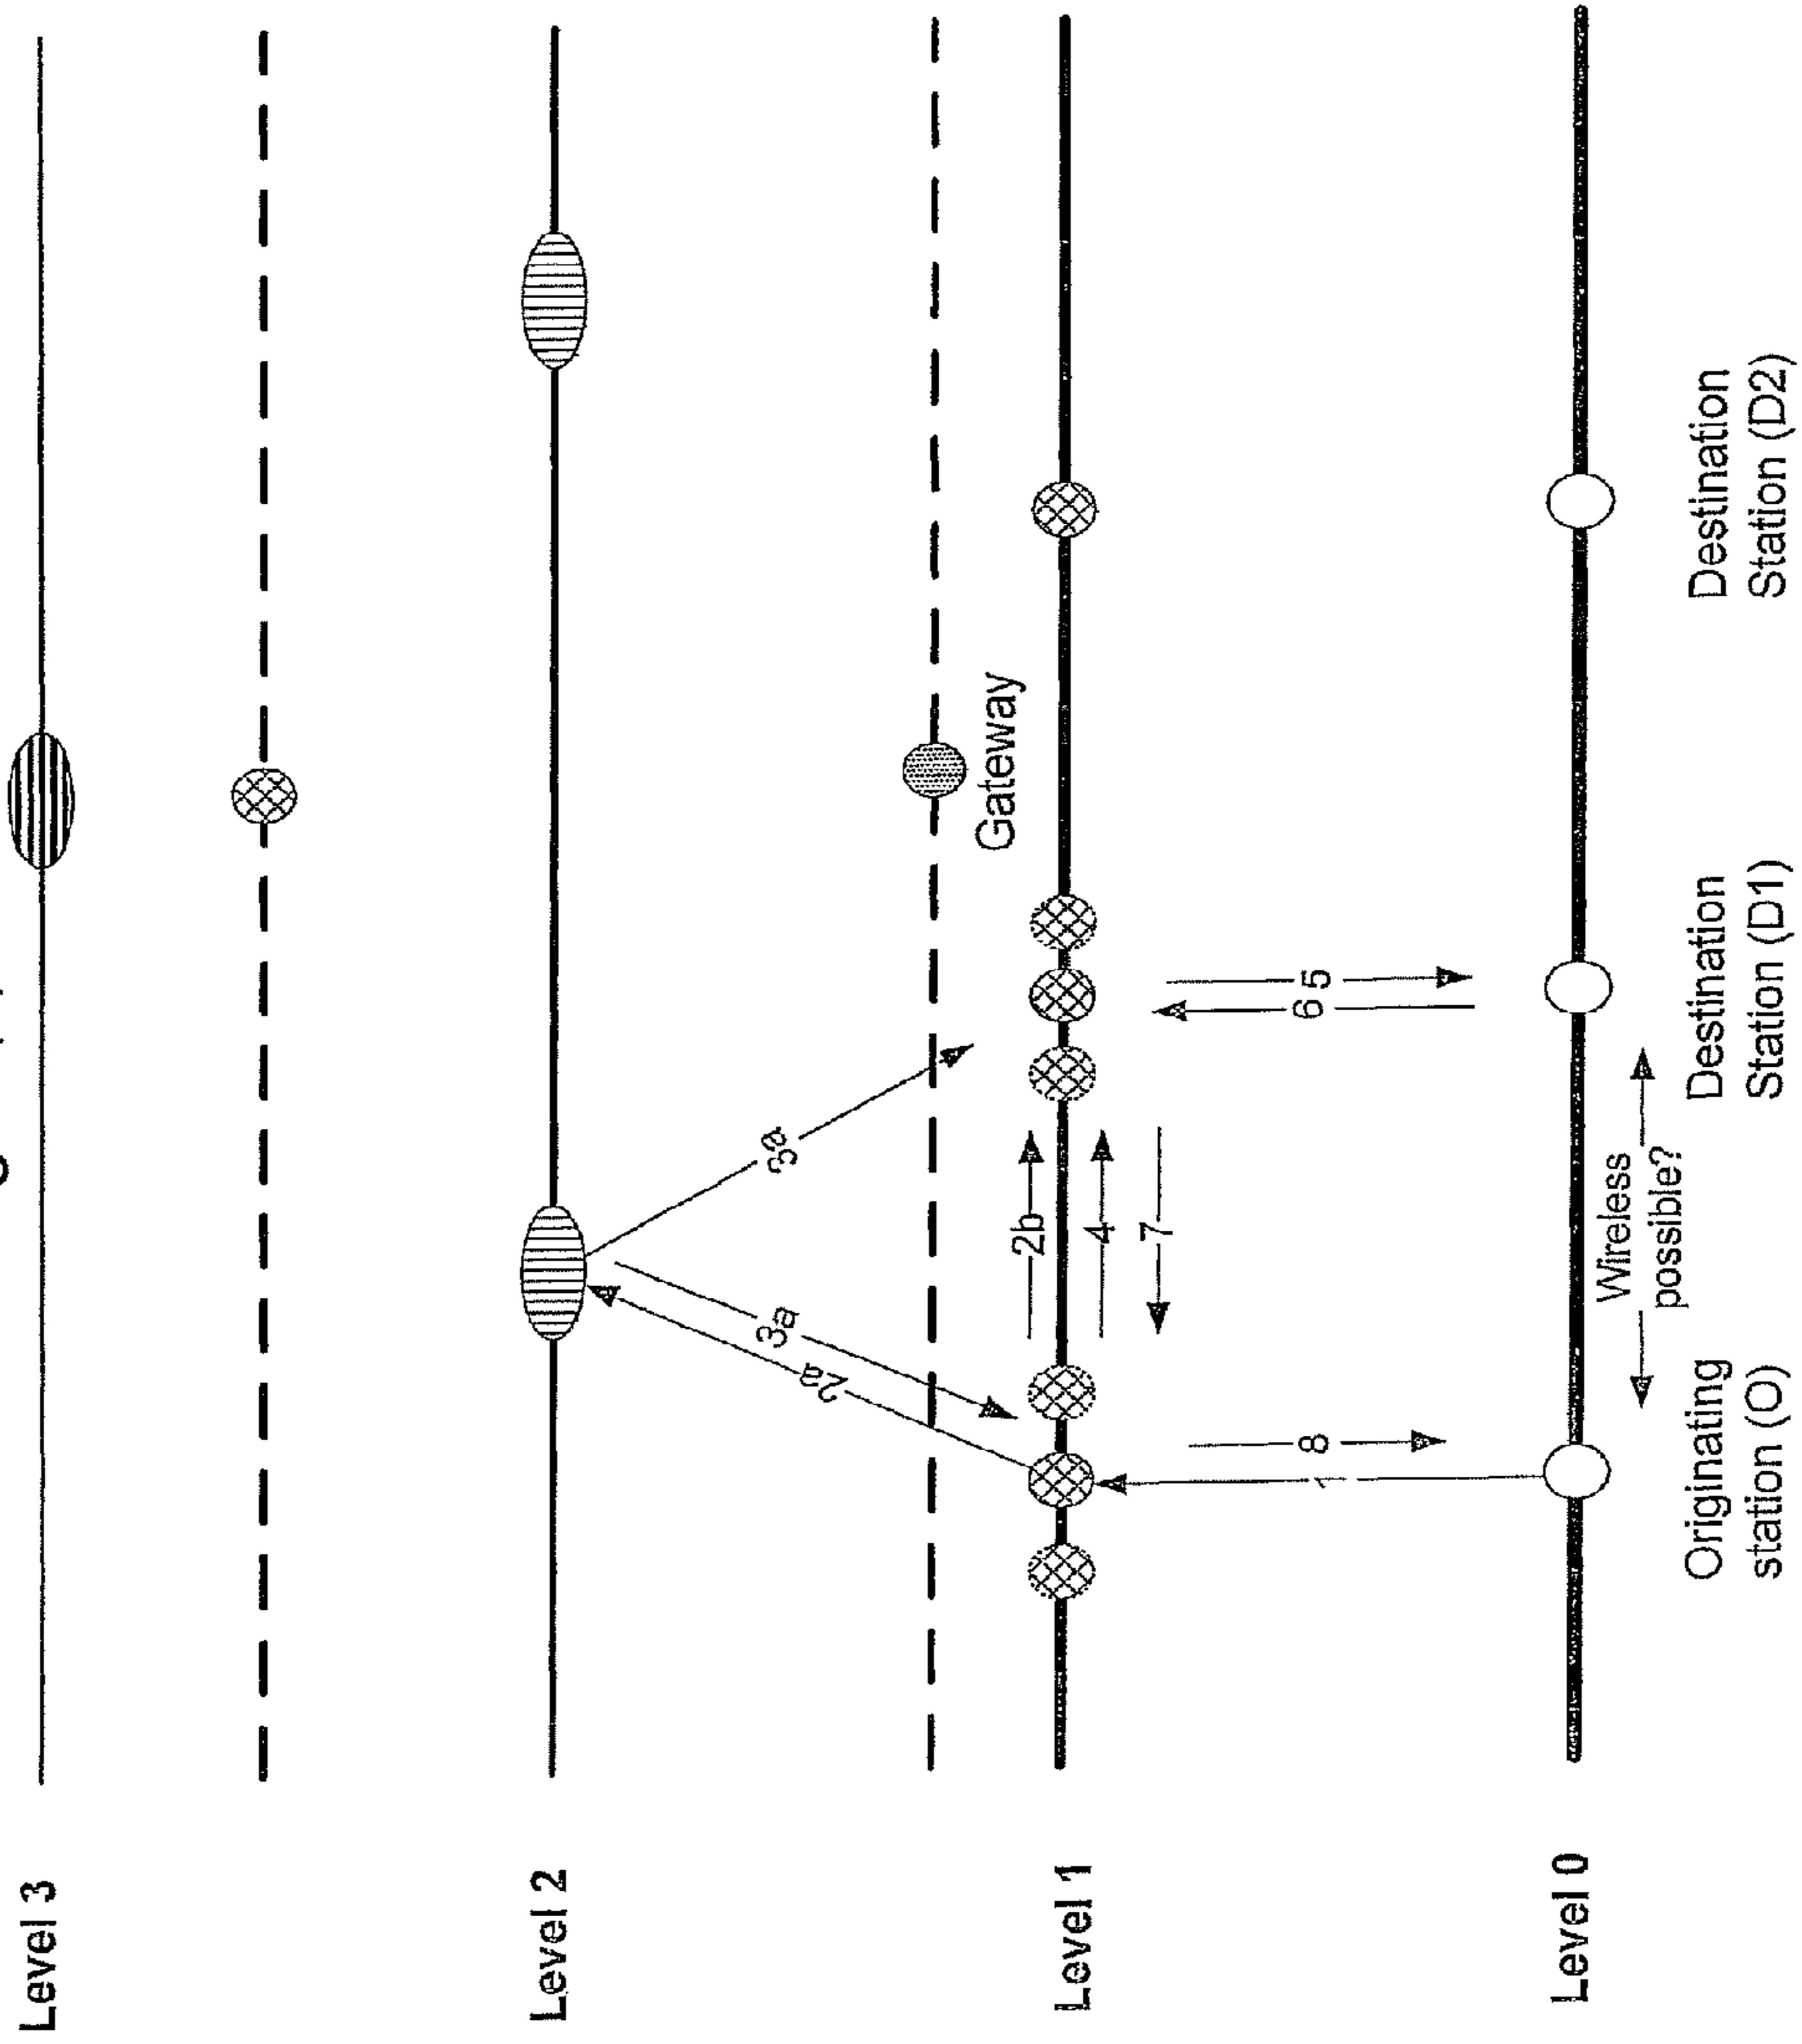 Level 3
Level 2
3a
3a
2a
Gateway
Level 1
2b
4
7
5
6
8
1
Level 0
Wireless
possible?
Originating
station (O)
Destination
Station (D1)
Destination
Station (D2)